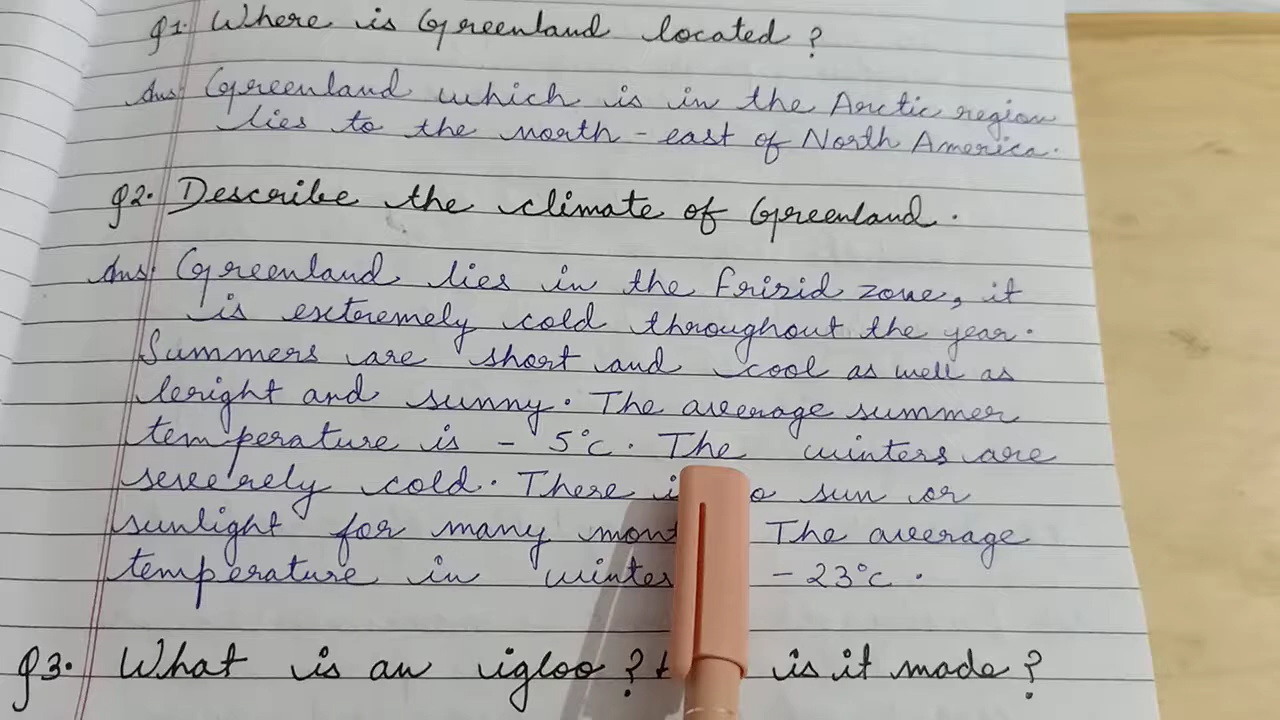 Q1. Where is Greenland located ?
Ans: Greenland which is in the Arctic region
lies to the north-east of North America.
Q2. Describe the climate of Greenland.
Ans: Greenland lies in the Frizid zone, it
is extremely cold throughout the year.
Summers are short and cool as well as
bright and sunny. The average summer
temperature is - 5°c. The winters are
severely cold. There sun or
sunlight for many The average
temperature in - 23°c.
Q3. What is an igloo ? is it made ?